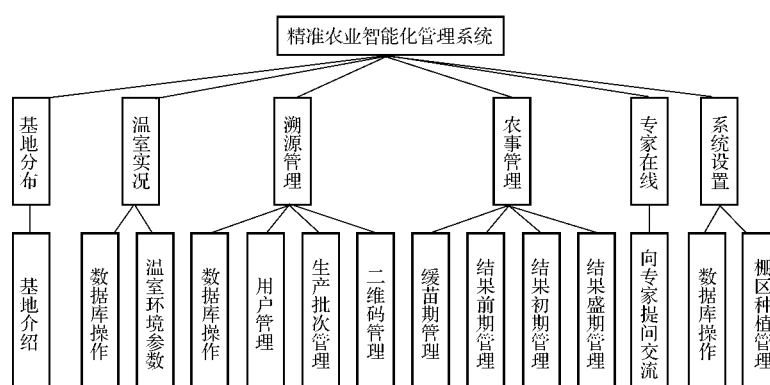 精准农业智能化管理系统
基地分布
温室实况
溯源管理
农事管理
专家在线
系统设置
基地介绍
数据库操作
温室环境参数
数据库操作
用户管理
生产批次管理
二维码管理
缓苗期管理
结果前期管理
结果初期管理
结果盛期管理
向专家提问交流
数据库操作
棚区种植管理